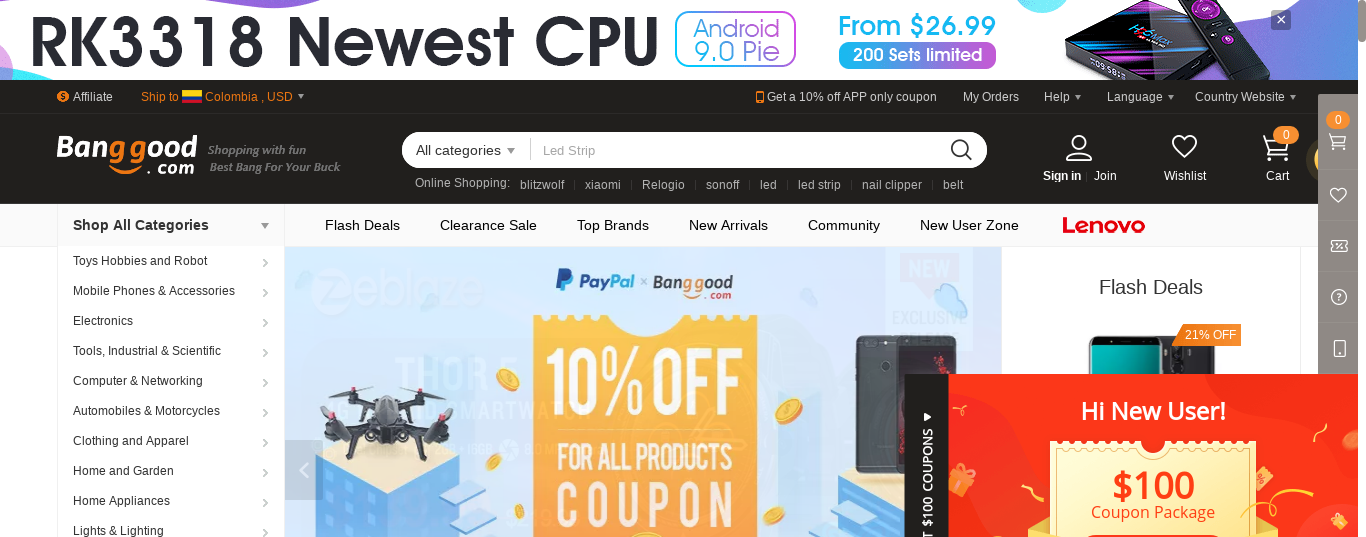 RK3318 Newest CPU
Android
9.0 Pie
From $26.99
200 Sets limited
H96 MAX
Affiliate
Ship to Colombia , USD
Get a 10% off APP only coupon
My Orders
Help
Language
Country Website
Banggood
.com
Shopping with fun
Best Bang For Your Buck
All categories
Led Strip
Online Shopping: blitzwolf xiaomi Relogio sonoff led led strip nail clipper belt
Sign in Join
Wishlist
0
Cart
0
Shop All Categories
Flash Deals
Clearance Sale
Top Brands
New Arrivals
Community
New User Zone
Lenovo
Toys Hobbies and Robot
Mobile Phones & Accessories
Electronics
Tools, Industrial & Scientific
Computer & Networking
Automobiles & Motorcycles
Clothing and Apparel
Home and Garden
Home Appliances
Lights & Lighting
Zeblaze
PayPal × Banggood
.com
NEW
EXCLUSIVE
THOR
10% OFF
FOR ALL PRODUCTS
COUPON
Flash Deals
21% OFF
$100 COUPONS
Hi New User!
$100
Coupon Package